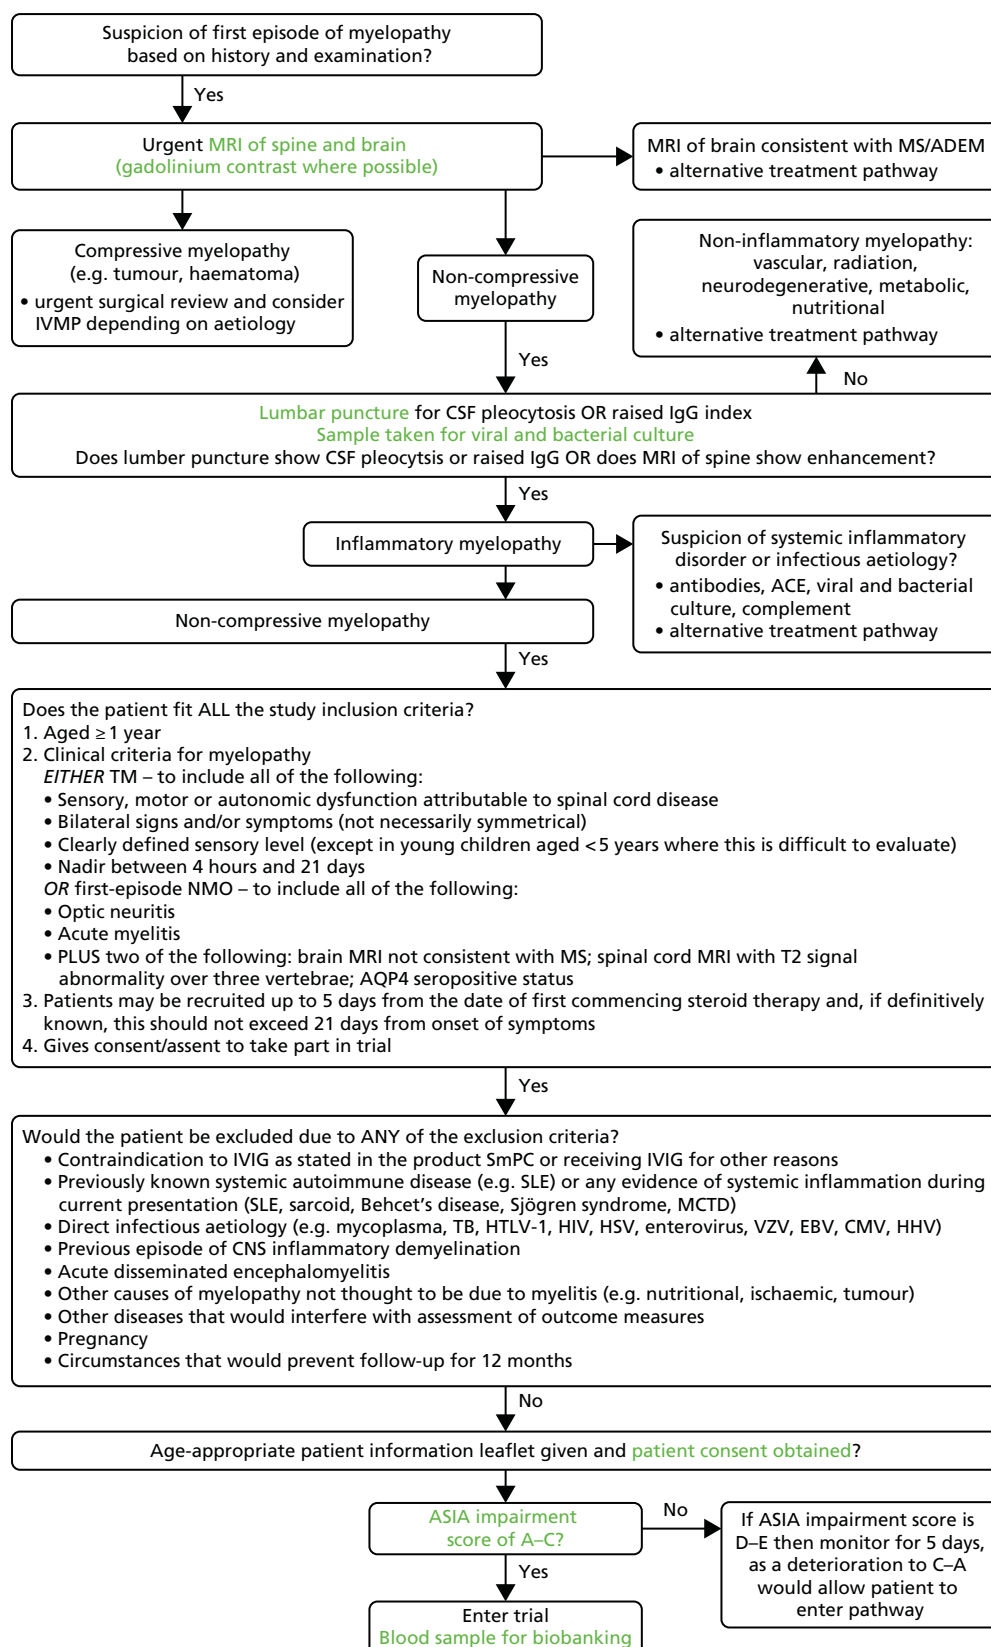 Suspicion of first episode of myelopathy
based on history and examination?
Yes
Urgent MRI of spine and brain
(gadolinium contrast where possible)
MRI of brain consistent with MS/ADEM
• alternative treatment pathway
Compressive myelopathy
(e.g. tumour, haematoma)
• urgent surgical review and consider
IVMP depending on aetiology
Non-compressive
myelopathy
Non-inflammatory myelopathy:
vascular, radiation,
neurodegenerative, metabolic,
nutritional
• alternative treatment pathway
Yes
No
Lumbar puncture for CSF pleocytosis OR raised IgG index
Sample taken for viral and bacterial culture
Does lumber puncture show CSF pleocytsis or raised IgG OR does MRI of spine show enhancement?
Yes
Inflammatory myelopathy
Suspicion of systemic inflammatory
disorder or infectious aetiology?
• antibodies, ACE, viral and bacterial
culture, complement
• alternative treatment pathway
Non-compressive myelopathy
Yes
Does the patient fit ALL the study inclusion criteria?
1. Aged ≥ 1 year
2. Clinical criteria for myelopathy
EITHER TM – to include all of the following:
• Sensory, motor or autonomic dysfunction attributable to spinal cord disease
• Bilateral signs and/or symptoms (not necessarily symmetrical)
• Clearly defined sensory level (except in young children aged < 5 years where this is difficult to evaluate)
• Nadir between 4 hours and 21 days
OR first-episode NMO – to include all of the following:
• Optic neuritis
• Acute myelitis
• PLUS two of the following: brain MRI not consistent with MS; spinal cord MRI with T2 signal
abnormality over three vertebrae; AQP4 seropositive status
3. Patients may be recruited up to 5 days from the date of first commencing steroid therapy and, if definitively
known, this should not exceed 21 days from onset of symptoms
4. Gives consent/assent to take part in trial
Yes
Would the patient be excluded due to ANY of the exclusion criteria?
• Contraindication to IVIG as stated in the product SmPC or receiving IVIG for other reasons
• Previously known systemic autoimmune disease (e.g. SLE) or any evidence of systemic inflammation during
current presentation (SLE, sarcoid, Behcet's disease, Sjögren syndrome, MCTD)
• Direct infectious aetiology (e.g. mycoplasma, TB, HTLV-1, HIV, HSV, enterovirus, VZV, EBV, CMV, HHV)
• Previous episode of CNS inflammatory demyelination
• Acute disseminated encephalomyelitis
• Other causes of myelopathy not thought to be due to myelitis (e.g. nutritional, ischaemic, tumour)
• Other diseases that would interfere with assessment of outcome measures
• Pregnancy
• Circumstances that would prevent follow-up for 12 months
No
Age-appropriate patient information leaflet given and patient consent obtained?
ASIA impairment
score of A–C?
No
If ASIA impairment score is
D–E then monitor for 5 days,
as a deterioration to C–A
would allow patient to
enter pathway
Yes
Enter trial
Blood sample for biobanking